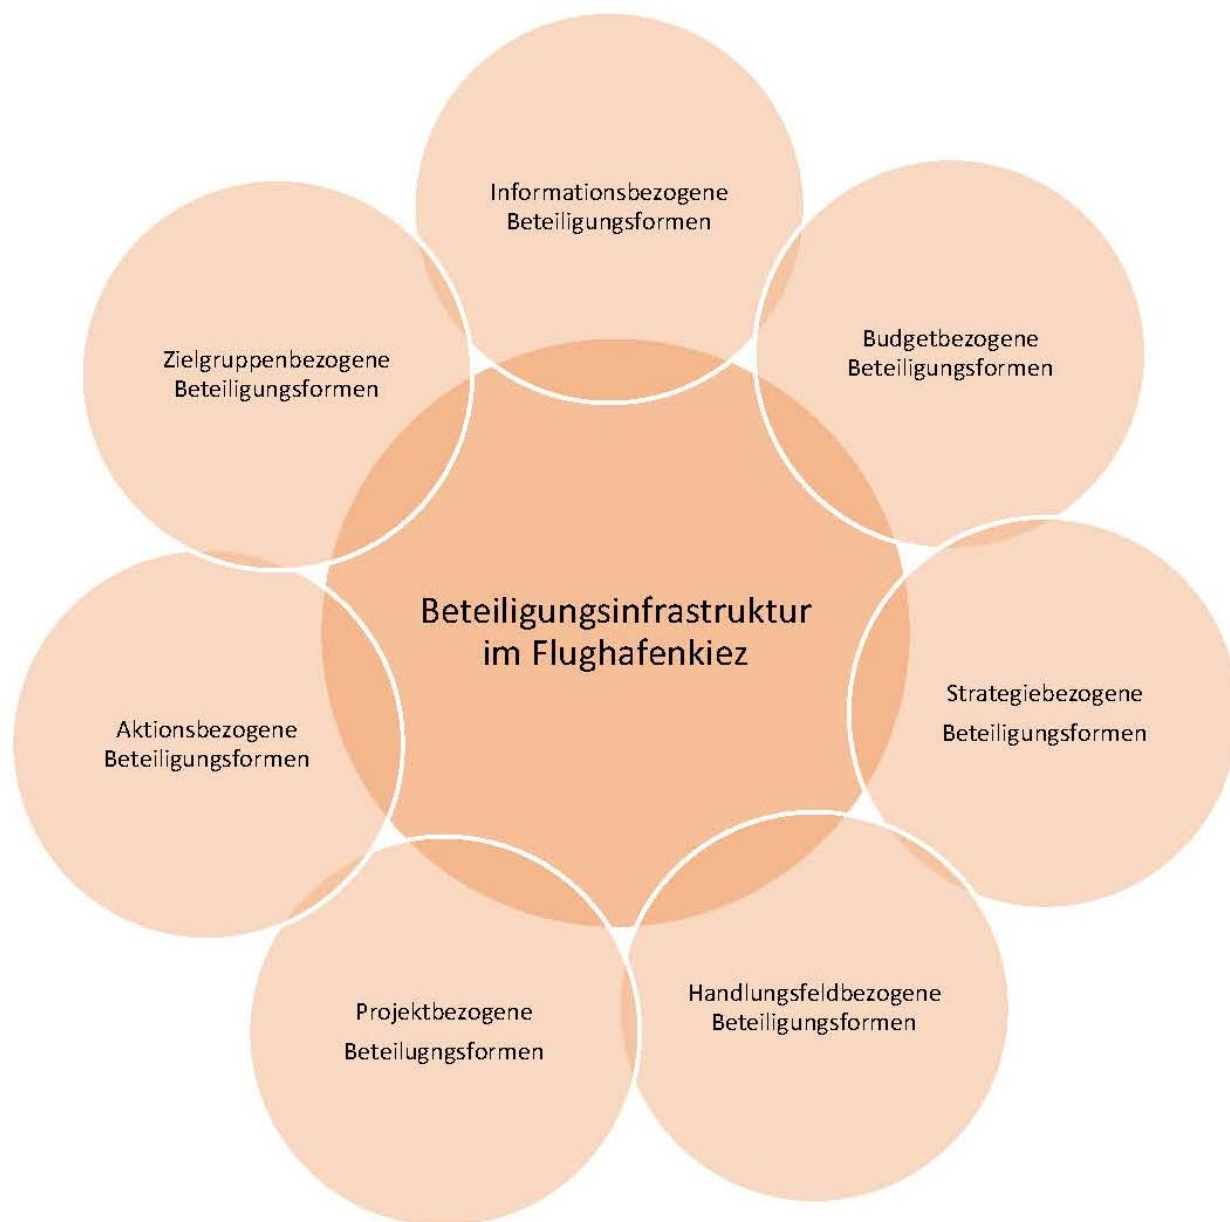 Informationsbezogene
Beteiligungsformen
Budgetbezogene
Beteiligungsformen
Strategiebezogene
Beteiligungsformen
Handlungsfeldbezogene
Beteiligungsformen
Projektbezogene
Beteilugngsformen
Aktionsbezogene
Beteiligungsformen
Zielgruppenbezogene
Beteiligungsformen
Beteiligungsinfrastruktur
im Flughafenkiez